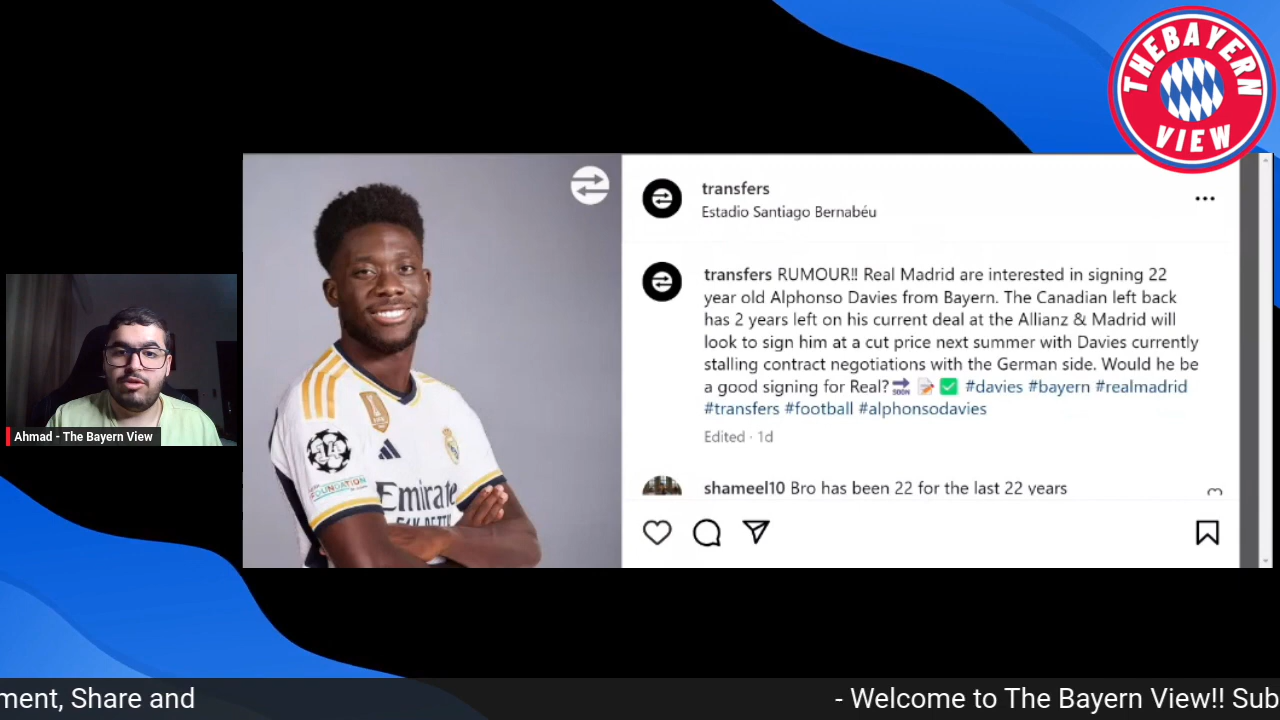 THEBAYERN
VIEW
transfers
Estadio Santiago Bernabéu
transfers RUMOUR!! Real Madrid are interested in signing 22
year old Alphonso Davies from Bayern. The Canadian left back
has 2 years left on his current deal at the Allianz & Madrid will
look to sign him at a cut price next summer with Davies currently
stalling contract negotiations with the German side. Would he be
a good signing for Real?🔜 📝 ✅ #davies #bayern #realmadrid
#transfers #football #alphonsodavies
Edited · 1d
shameel10 Bro has been 22 for the last 22 years
14
FOUNDATION
Emirate
Ahmad - The Bayern View
ment, Share and
- Welcome to The Bayern View!! Sub